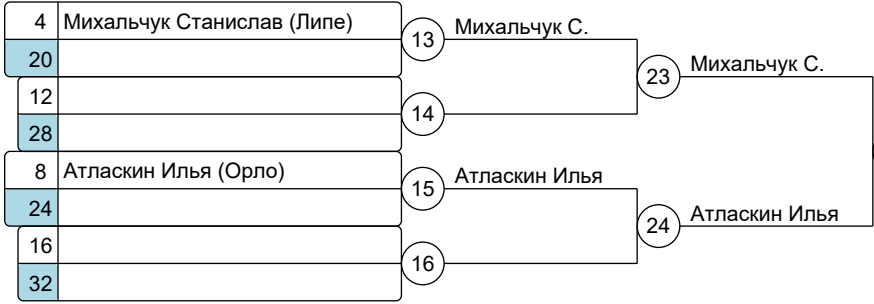 4 Михальчук Станислав (Липе)
13 Михальчук С.
20
23 Михальчук С.
12
14
28
8 Атласкин Илья (Орло)
15 Атласкин Илья
24
24 Атласкин Илья
16
16
32